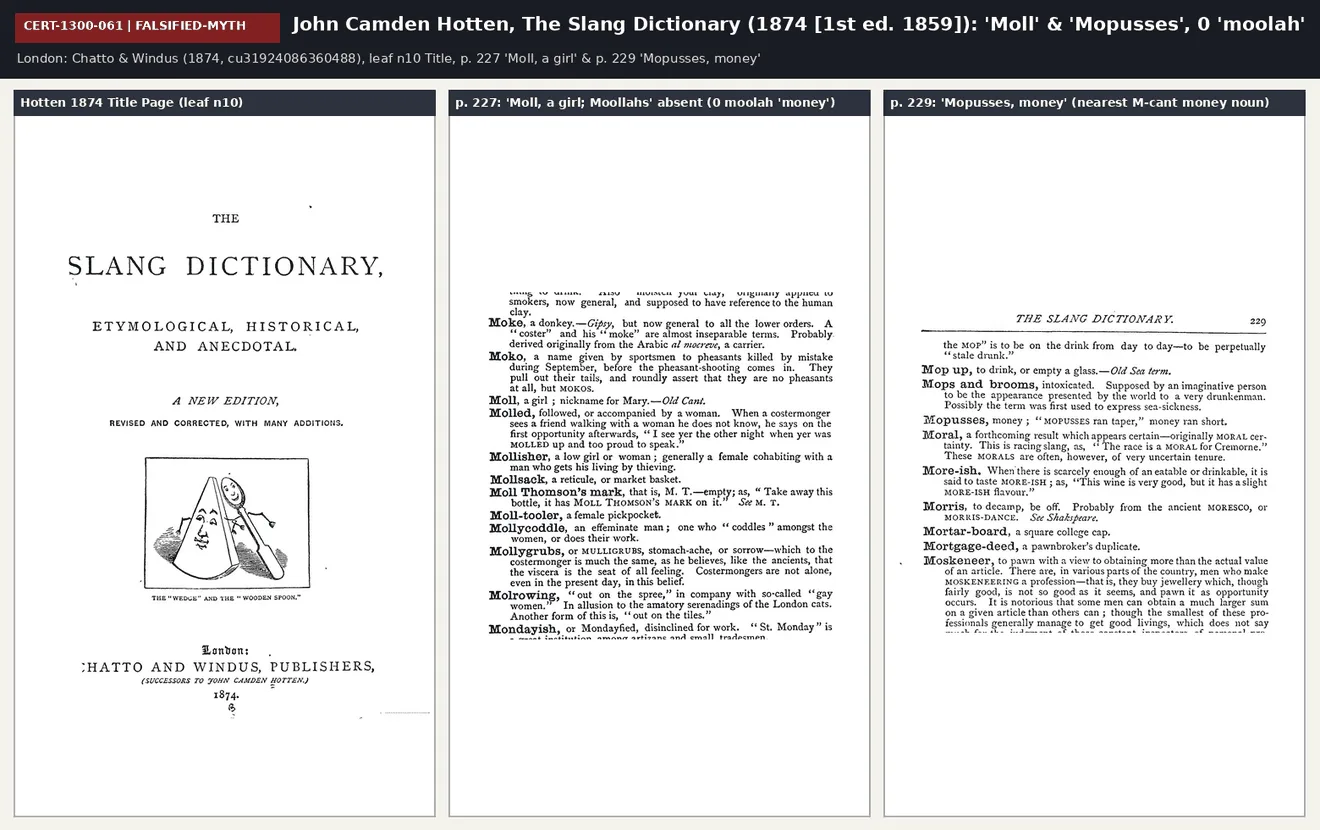 CERT-1300-061 | FALSIFIED-MYTH
John Camden Hotten, The Slang Dictionary (1874 [1st ed. 1859]): 'Moll' & 'Mopusses', 0 'moolah'
London: Chatto & Windus (1874, cu31924086360488), leaf n10 Title, p. 227 'Moll, a girl' & p. 229 'Mopusses, money'
Hotten 1874 Title Page (leaf n10)
THE
SLANG DICTIONARY,
ETYMOLOGICAL, HISTORICAL,
AND ANECDOTAL.
A NEW EDITION,
REVISED AND CORRECTED, WITH MANY ADDITIONS.
THE "WEDGE" AND THE "WOODEN SPOON."
London:
CHATTO AND WINDUS, PUBLISHERS,
(SUCCESSORS TO JOHN CAMDEN HOTTEN.)
1874.
p. 227: 'Moll, a girl; Moollahs' absent (0 moolah 'money')
smokers, now general, and supposed to have reference to the human
clay.
Moke, a donkey.—Gipsy, but now general to all the lower orders. A
"coster" and his "moke" are almost inseparable terms. Probably
derived originally from the Arabic al mocreve, a carrier.
Moko, a name given by sportsmen to pheasants killed by mistake
during September, before the pheasant-shooting comes in. They
pull out their tails, and roundly assert that they are no pheasants
at all, but MOKOS.
Moll, a girl; nickname for Mary.—Old Cant.
Molled, followed, or accompanied by a woman. When a costermonger
sees a friend walking with a woman he does not know, he says on the
first opportunity afterwards, "I see yer the other night when yer was
MOLLED up and too proud to speak."
Mollisher, a low girl or woman; generally a female cohabiting with a
man who gets his living by thieving.
Mollsack, a reticule, or market basket.
Moll Thomson's mark, that is, M. T.—empty; as, "Take away this
bottle, it has MOLL THOMSON'S MARK on it." See M. T.
Moll-tooler, a female pickpocket.
Mollycoddle, an effeminate man; one who "coddles" amongst the
women, or does their work.
Mollygrubs, or MULLIGRUBS, stomach-ache, or sorrow—which to the
costermonger is much the same, as he believes, like the ancients, that
the viscera is the seat of all feeling. Costermongers are not alone,
even in the present day, in this belief.
Molrowing, "out on the spree," in company with so-called "gay
women." In allusion to the amatory serenadings of the London cats.
Another form of this is, "out on the tiles."
Mondayish, or Mondayfied, disinclined for work. "St. Monday" is
a great institution among artizans and small tradesmen.
p. 229: 'Mopusses, money' (nearest M-cant money noun)
THE SLANG DICTIONARY. 229
the MOP" is to be on the drink from day to day—to be perpetually
"stale drunk."
Mop up, to drink, or empty a glass.—Old Sea term.
Mops and brooms, intoxicated. Supposed by an imaginative person
to be the appearance presented by the world to a very drunken man.
Possibly the term was first used to express sea-sickness.
Mopusses, money; "MOPUSSES ran taper," money ran short.
Moral, a forthcoming result which appears certain—originally MORAL cer-
tainty. This is racing slang, as, "The race is a MORAL for Cremorne."
These MORALS are often, however, of very uncertain tenure.
More-ish. When there is scarcely enough of an eatable or drinkable, it is
said to taste MORE-ISH; as, "This wine is very good, but it has a slight
MORE-ISH flavour."
Morris, to decamp, be off. Probably from the ancient MORESCO, or
MORRIS-DANCE. See Shakspeare.
Mortar-board, a square college cap.
Mortgage-deed, a pawnbroker's duplicate.
Moskeneer, to pawn with a view to obtaining more than the actual value
of an article. There are, in various parts of the country, men who make
MOSKENEERING a profession—that is, they buy jewellery which, though
fairly good, is not so good as it seems, and pawn it as opportunity
occurs. It is notorious that some men can obtain a much larger sum
on a given article than others can; though the smallest of these pro-
fessionals generally manage to get good livings, which does not say